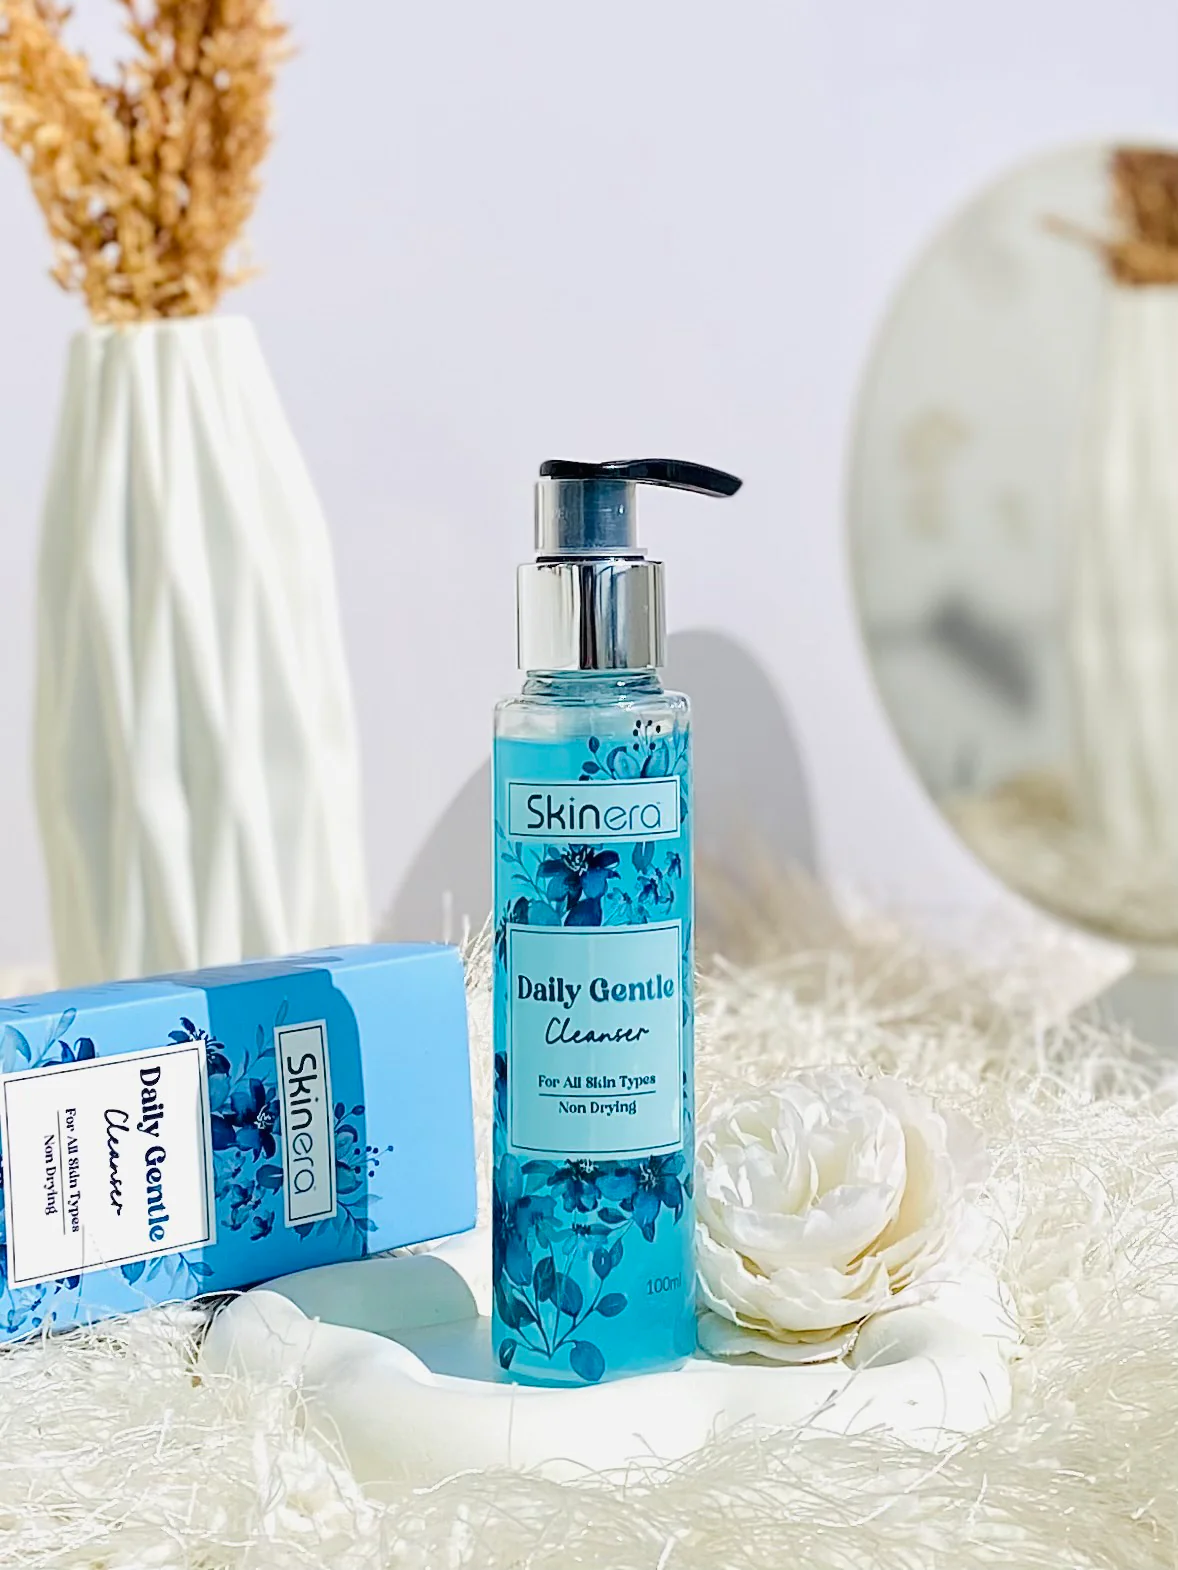 Skinera
Daily Gentle
Cleanser
For All Skin Types
Non Drying
100ml
Skinera
Daily Gentle
Cleanser
For All Skin Types
Non Drying